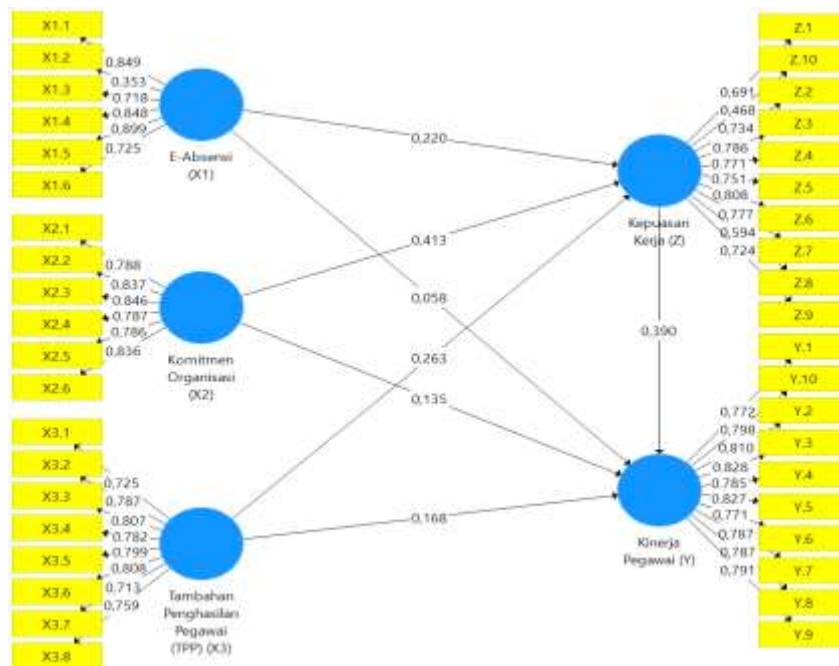 X1.1
X1.2
X1.3
X1.4
X1.5
X1.6
0,849
0.353
0.718
0.848
0,899
0,725
E-Absensi
(X1)
X2.1
X2.2
X2.3
X2.4
X2.5
X2.6
0,788
0.837
0.846
0.787
0,786
0,836
Komitmen
Organisasi
(X2)
X3.1
X3.2
X3.3
X3.4
X3.5
X3.6
X3.7
X3.8
0,725
0,787
0.807
0.782
0.799
0,808
0,713
0,759
Tambahan
Penghasilan
Pegawai
(TPP) (X3)
0,220
0,413
0,058
0,263
0,135
0,168
0,390
Z.1
Z.10
Z.2
Z.3
Z.4
Z.5
Z.6
Z.7
Z.8
Z.9
0,691
0,468
0,734
0,786
0,771
0,751
0,808
0,777
0,594
0,724
Kepuasan
Kerja (Z)
Y.1
Y.10
Y.2
Y.3
Y.4
Y.5
Y.6
Y.7
Y.8
Y.9
0,772
0,798
0,810
0,828
0,785
0,827
0,771
0,787
0,787
0,791
Kinerja
Pegawai (Y)